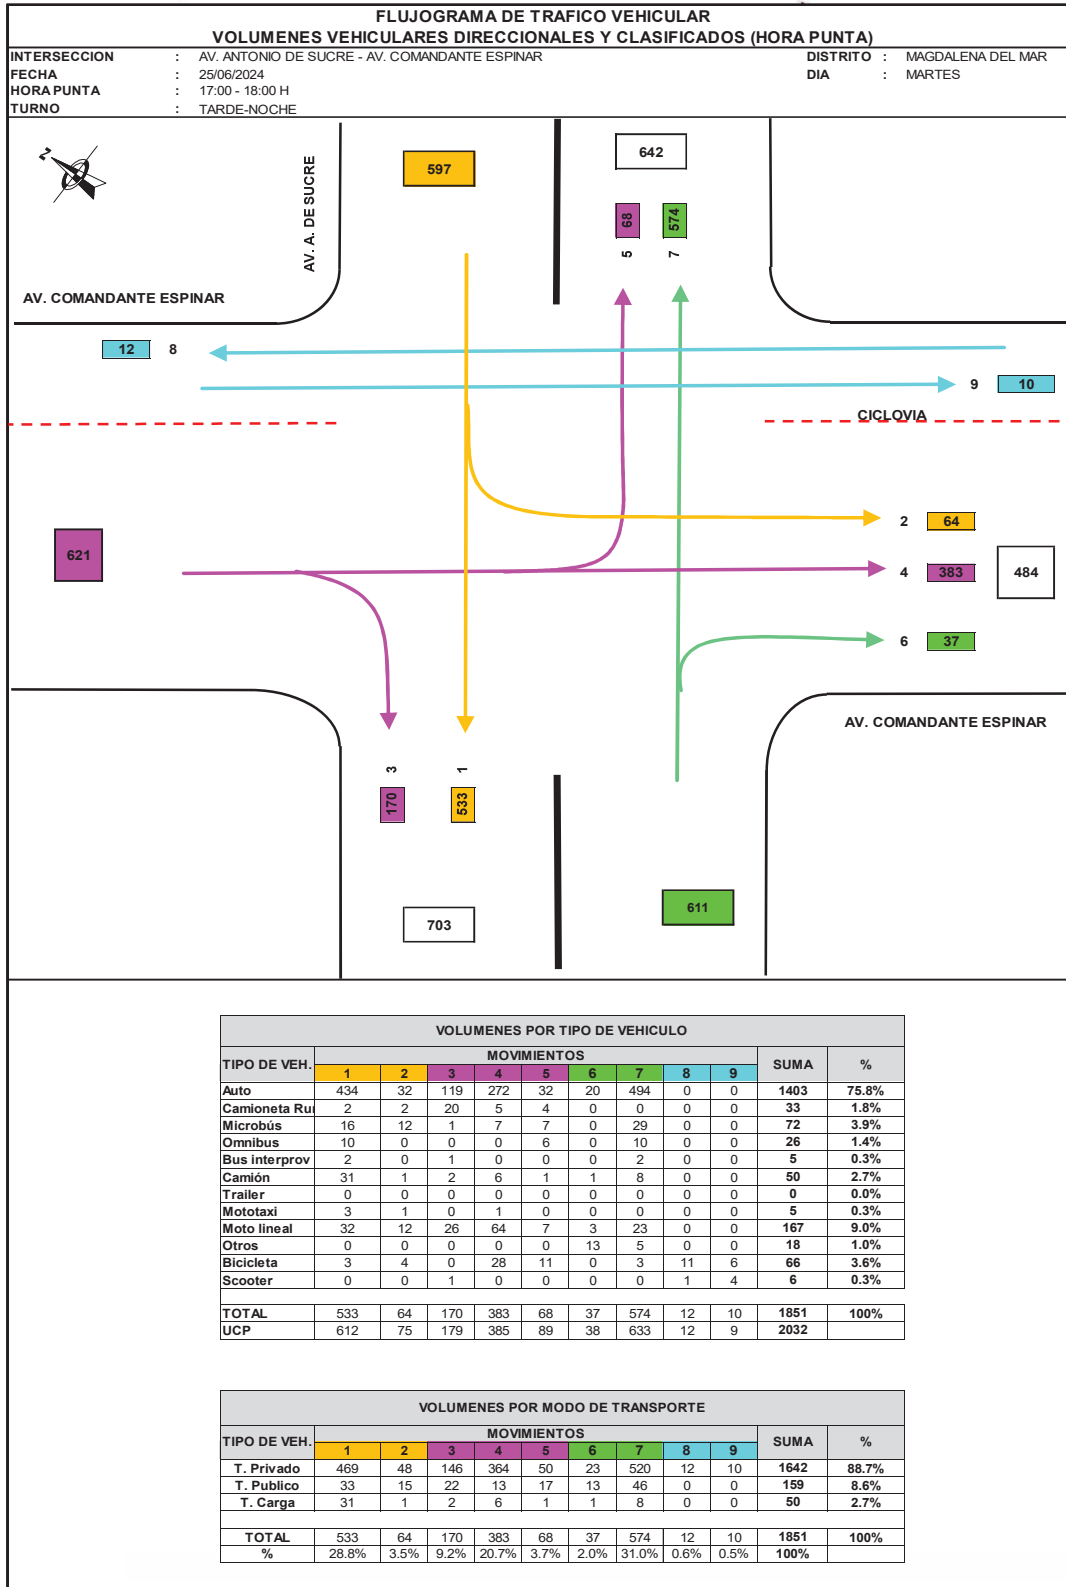 FLUJOGRAMA DE TRAFICO VEHICULAR
VOLUMENES VEHICULARES DIRECCIONALES Y CLASIFICADOS (HORA PUNTA)
INTERSECCION : AV. ANTONIO DE SUCRE - AV. COMANDANTE ESPINAR DISTRITO : MAGDALENA DEL MAR
FECHA : 25/06/2024 DIA : MARTES
HORA PUNTA : 17:00 - 18:00 H
TURNO : TARDE-NOCHE
N
AV. A. DE SUCRE
597
642
68
574
5
7
AV. COMANDANTE ESPINAR
12 8
9 10
CICLOVIA
2 64
621
4 383 484
6 37
AV. COMANDANTE ESPINAR
3
1
170
533
611
703
VOLUMENES POR TIPO DE VEHICULO
TIPO DE VEH. MOVIMIENTOS SUMA %
1 2 3 4 5 6 7 8 9
Auto 434 32 119 272 32 20 494 0 0 1403 75.8%
Camioneta Ru 2 2 20 5 4 0 0 0 0 33 1.8%
Microbús 16 12 1 7 7 0 29 0 0 72 3.9%
Omnibus 10 0 0 0 6 0 10 0 0 26 1.4%
Bus interprov 2 0 1 0 0 0 2 0 0 5 0.3%
Camión 31 1 2 6 1 1 8 0 0 50 2.7%
Trailer 0 0 0 0 0 0 0 0 0 0 0.0%
Mototaxi 3 1 0 1 0 0 0 0 0 5 0.3%
Moto lineal 32 12 26 64 7 3 23 0 0 167 9.0%
Otros 0 0 0 0 0 13 5 0 0 18 1.0%
Bicicleta 3 4 0 28 11 0 3 11 6 66 3.6%
Scooter 0 0 1 0 0 0 0 1 4 6 0.3%
TOTAL 533 64 170 383 68 37 574 12 10 1851 100%
UCP 612 75 179 385 89 38 633 12 9 2032
VOLUMENES POR MODO DE TRANSPORTE
TIPO DE VEH. MOVIMIENTOS SUMA %
1 2 3 4 5 6 7 8 9
T. Privado 469 48 146 364 50 23 520 12 10 1642 88.7%
T. Publico 33 15 22 13 17 13 46 0 0 159 8.6%
T. Carga 31 1 2 6 1 1 8 0 0 50 2.7%
TOTAL 533 64 170 383 68 37 574 12 10 1851 100%
% 28.8% 3.5% 9.2% 20.7% 3.7% 2.0% 31.0% 0.6% 0.5% 100%